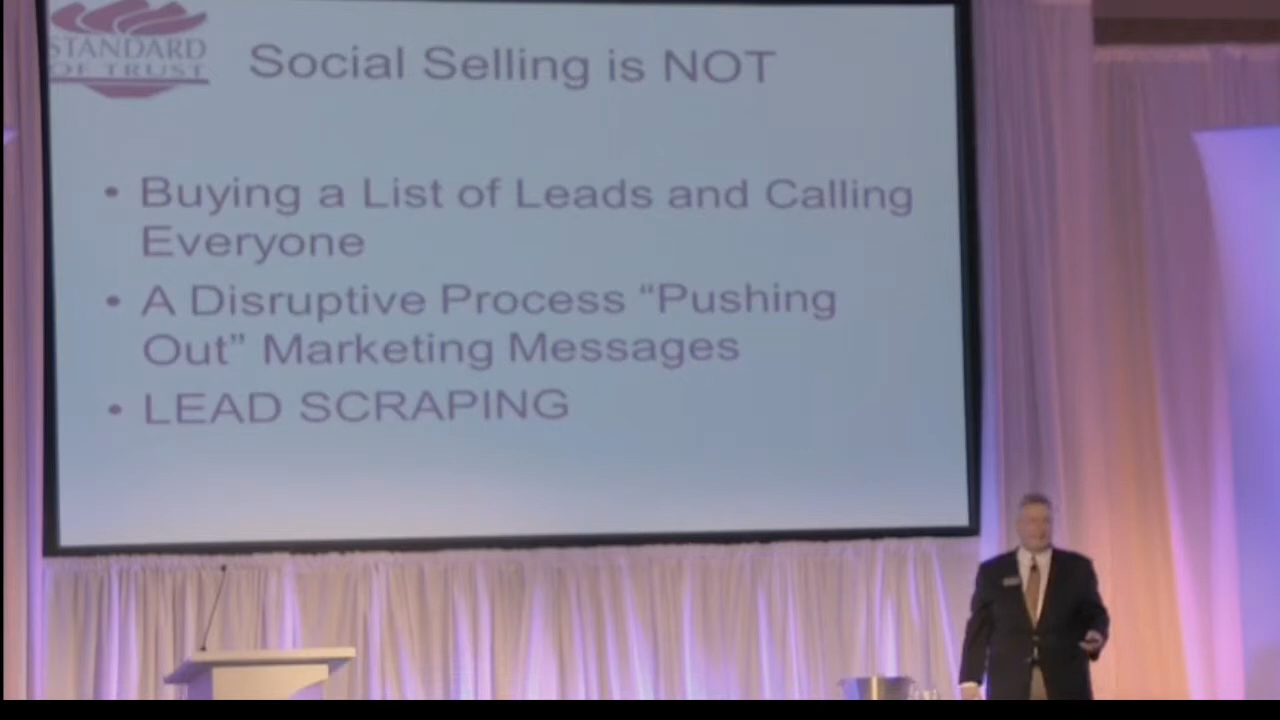 STANDARD
OF TRUST
Social Selling is NOT
• Buying a List of Leads and Calling
Everyone
• A Disruptive Process “Pushing
Out” Marketing Messages
• LEAD SCRAPING